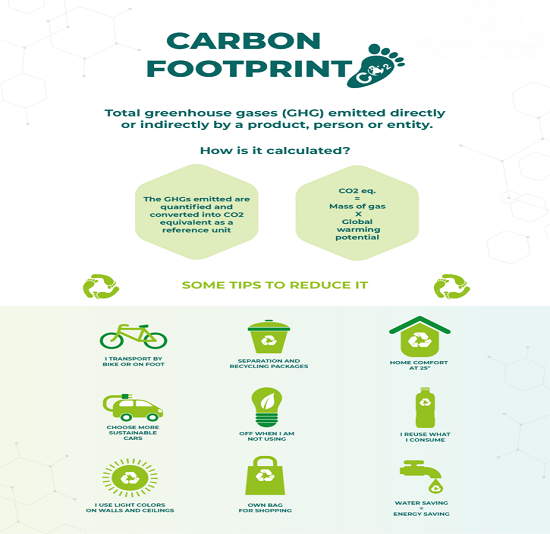 CARBON
FOOTPRINT
CO2
Total greenhouse gases (GHG) emitted directly
or indirectly by a product, person or entity.
How is it calculated?
The GHGs emitted are
quantified and
converted into CO2
equivalent as a
reference unit
CO2 eq.
=
Mass of gas
X
Global
warming
potential
SOME TIPS TO REDUCE IT
I TRANSPORT BY
BIKE OR ON FOOT
SEPARATION AND
RECYCLING PACKAGES
HOME COMFORT
AT 25°
CHOOSE MORE
SUSTAINABLE
CARS
OFF WHEN I AM
NOT USING
I REUSE WHAT
I CONSUME
I USE LIGHT COLORS
ON WALLS AND CEILINGS
OWN BAG
FOR SHOPPING
WATER SAVING
=
ENERGY SAVING